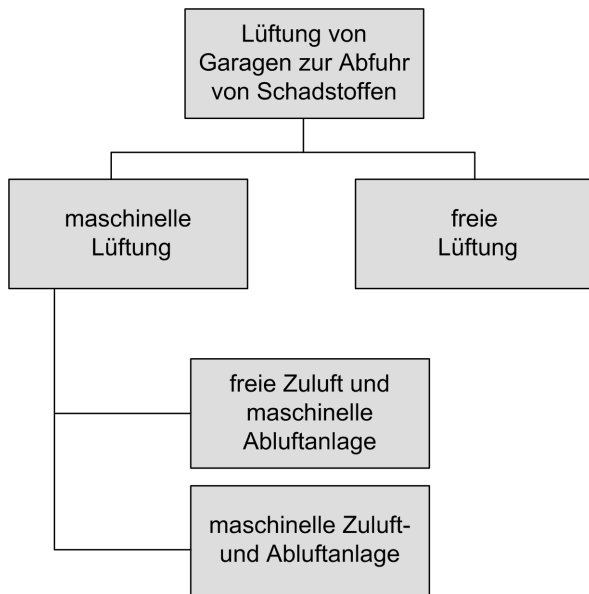 Lüftung von
Garagen zur Abfuhr
von Schadstoffen
maschinelle
Lüftung
freie
Lüftung
freie Zuluft und
maschinelle
Abluftanlage
maschinelle Zuluft-
und Abluftanlage